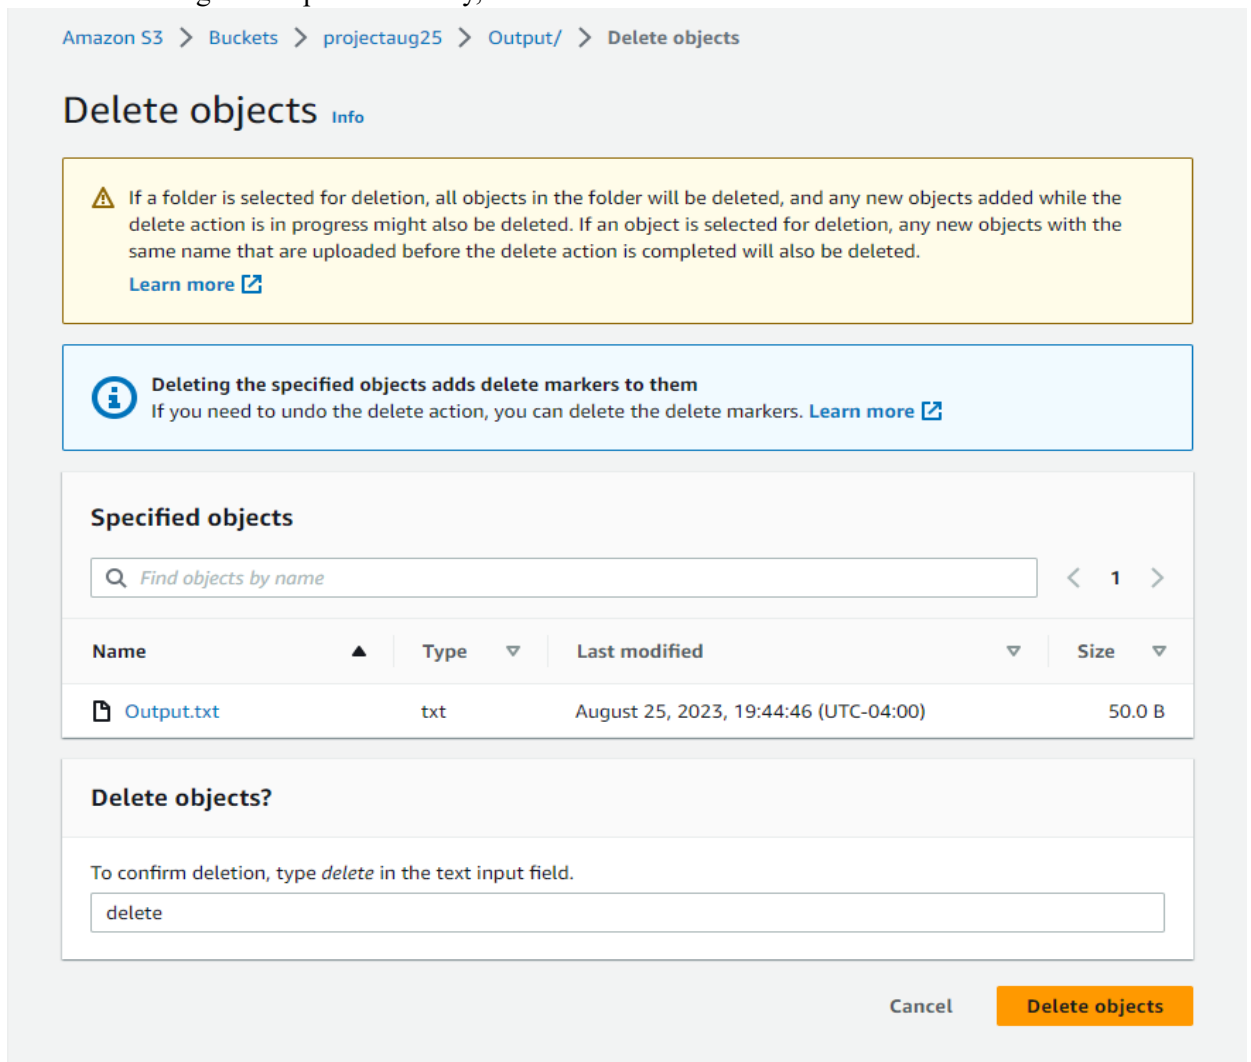 Amazon S3 > Buckets > projectaug25 > Output/ > Delete objects
Delete objects Info
If a folder is selected for deletion, all objects in the folder will be deleted, and any new objects added while the
delete action is in progress might also be deleted. If an object is selected for deletion, any new objects with the
same name that are uploaded before the delete action is completed will also be deleted.
Learn more
Deleting the specified objects adds delete markers to them
If you need to undo the delete action, you can delete the delete markers. Learn more
Specified objects
Find objects by name < 1 >
Name Type Last modified Size
Output.txt txt August 25, 2023, 19:44:46 (UTC-04:00) 50.0 B
Delete objects?
To confirm deletion, type delete in the text input field.
delete
Cancel Delete objects